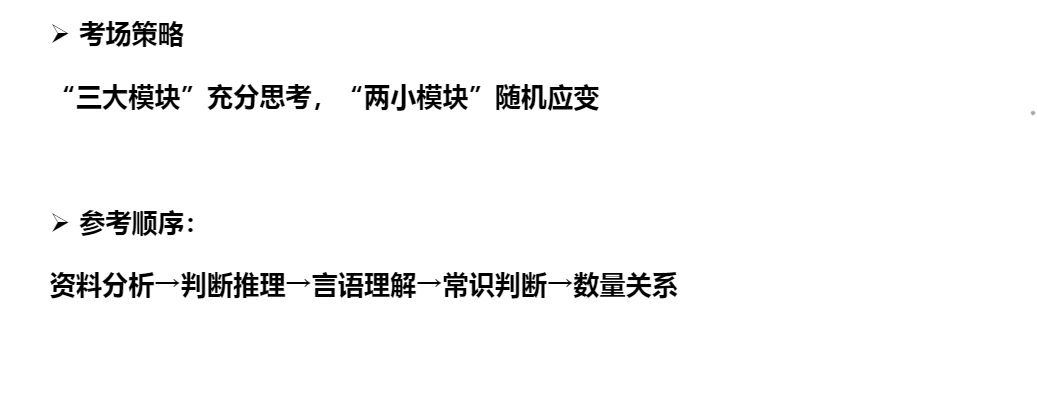 ➢ 考场策略
“三大模块”充分思考，“两小模块”随机应变
➢ 参考顺序：
资料分析→判断推理→言语理解→常识判断→数量关系